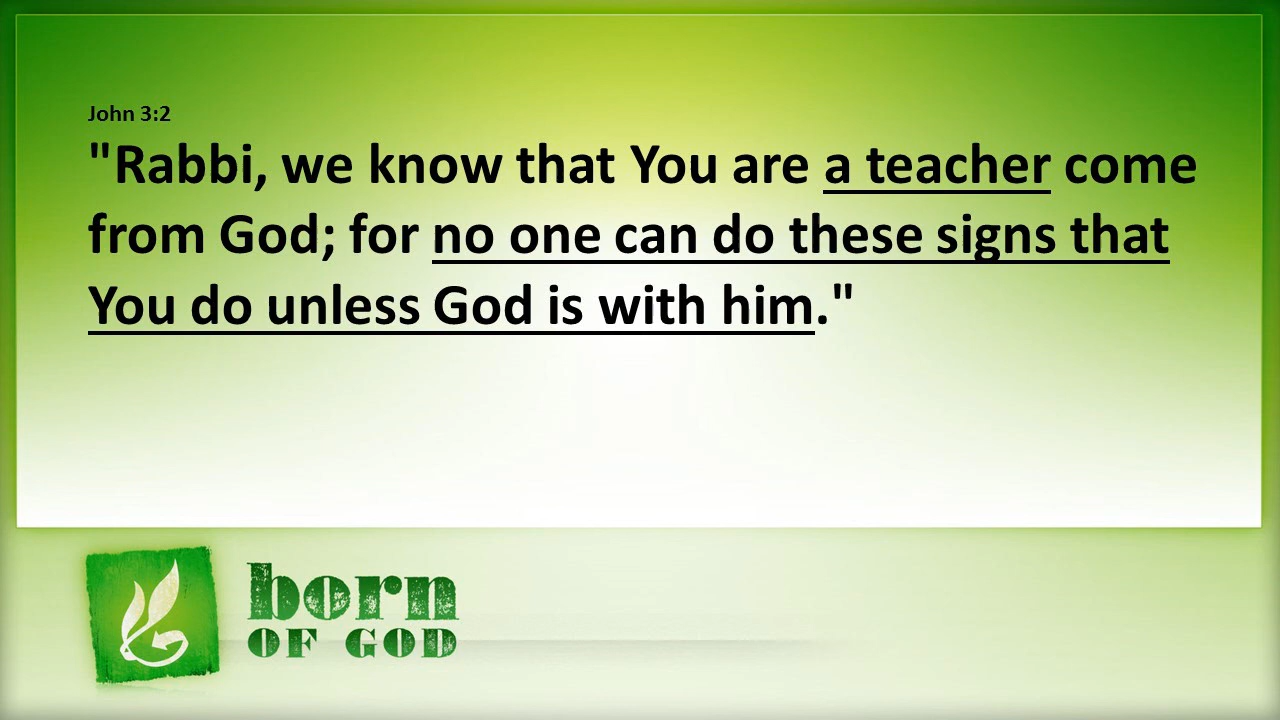 John 3:2
"Rabbi, we know that You are a teacher come
from God; for no one can do these signs that
You do unless God is with him."
born
OF GOD